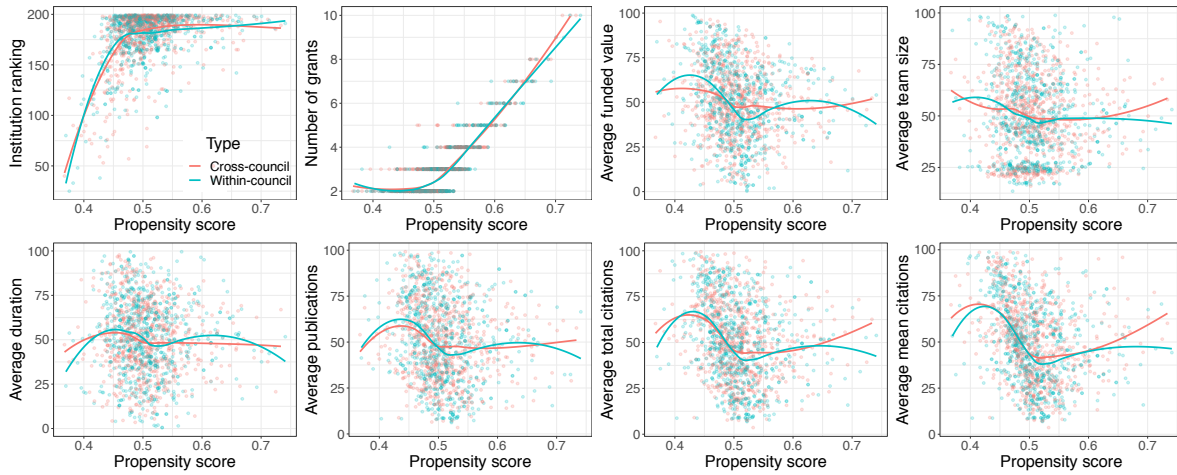 Institution ranking
200
150
100
50
0.4 0.5 0.6 0.7
Propensity score
Type
Cross-council
Within-council
Number of grants
10
8
6
4
2
0.4 0.5 0.6 0.7
Propensity score
Average funded value
100
75
50
25
0
0.4 0.5 0.6 0.7
Propensity score
Average team size
100
75
50
25
0.4 0.5 0.6 0.7
Propensity score
Average duration
100
75
50
25
0
0.4 0.5 0.6 0.7
Propensity score
Average publications
100
75
50
25
0
0.4 0.5 0.6 0.7
Propensity score
Average total citations
100
75
50
25
0
0.4 0.5 0.6 0.7
Propensity score
Average mean citations
100
75
50
25
0
0.4 0.5 0.6 0.7
Propensity score